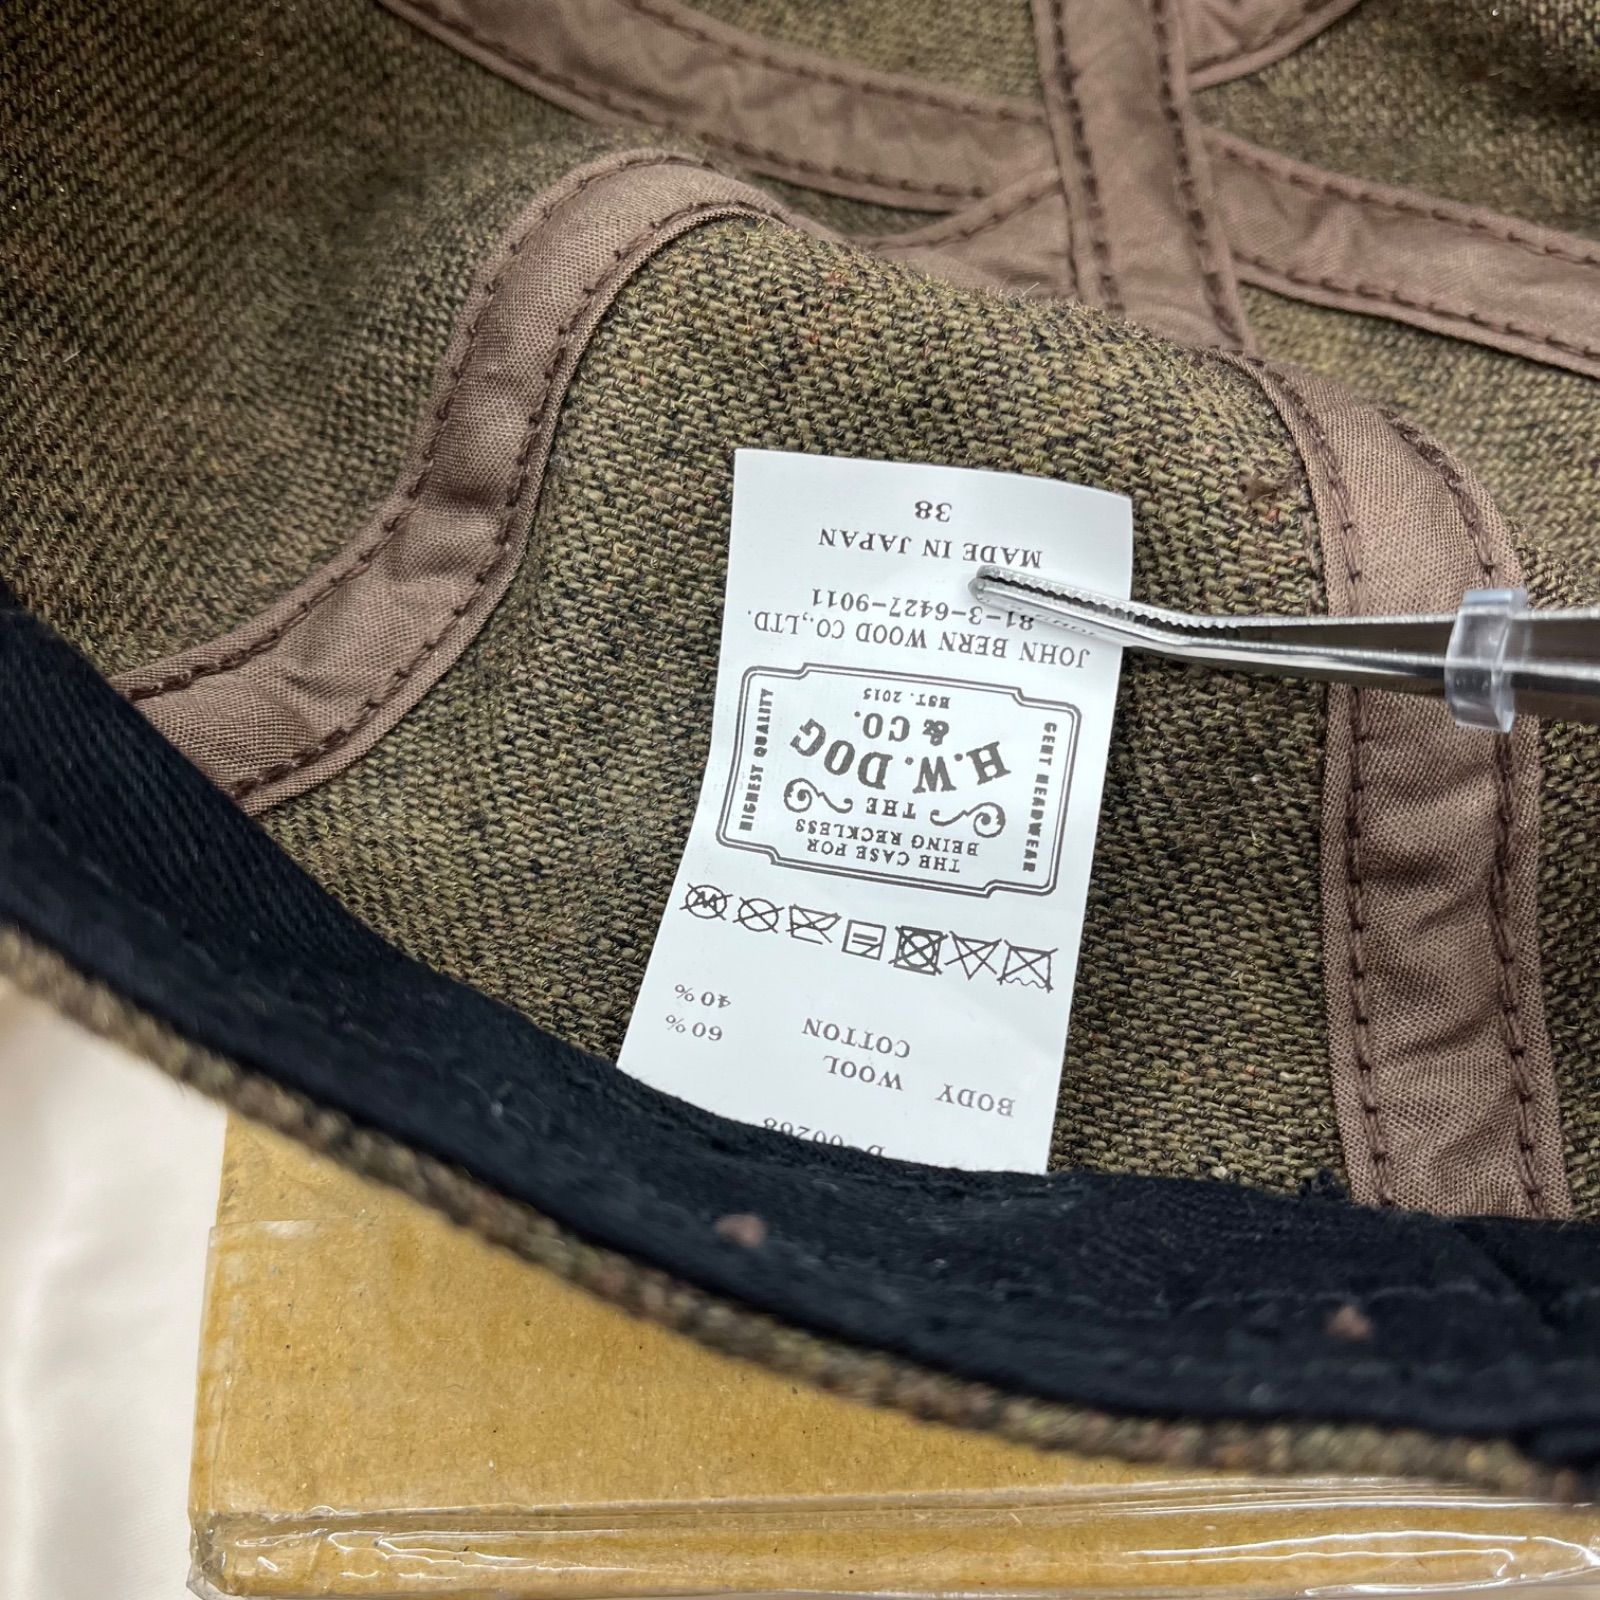 BODY
WOOL 60%
COTTON 40%
THE CASE FOR
BEING RECKLESS
THE
H.W.DOG
& CO.
EST. 2015
HIGHEST QUALITY
GENT HEADWEAR
JOHN BERN WOOD CO.,LTD.
81-3-6427-9011
MADE IN JAPAN
38